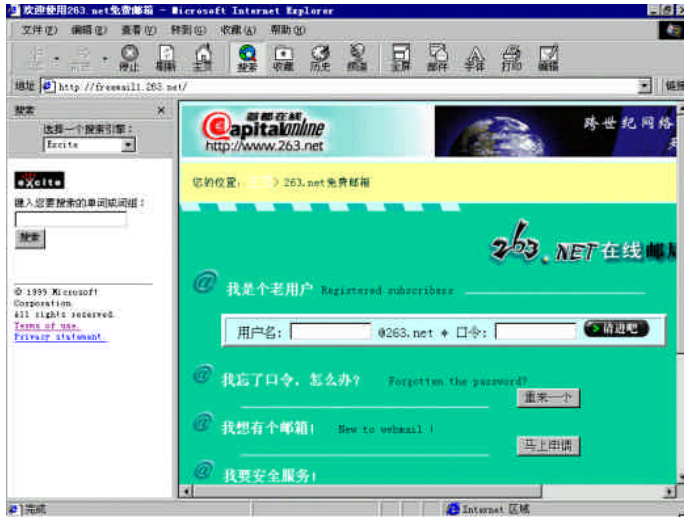 欢迎使用263.net免费邮箱 - Microsoft Internet Explorer
文件(F) 编辑(E) 查看(V) 转到(G) 收藏(A) 帮助(H)
停止 刷新 主页 搜索 收藏 历史 频道 全屏 邮件 字体 打印 编辑
地址 http://freemail1.263.net/ 链接
搜索 ×
选择一个搜索引擎:
Excite
excite
键入您要搜索的单词或词组:
搜索
© 1999 Microsoft
Corporation.
All rights reserved.
Terms of use.
Privacy statement.
首都在线
Capitalonline
http://www.263.net
跨世纪网络
您的位置: > 263.net免费邮箱
263.NET在线邮局
我是个老用户 Registered subscribers
用户名: @263.net 口令: 请进吧
我忘了口令,怎么办? Forgotten the password?
重来一个
我想有个邮箱! New to webmail !
马上申请
我要安全服务!
完成 Internet 区域